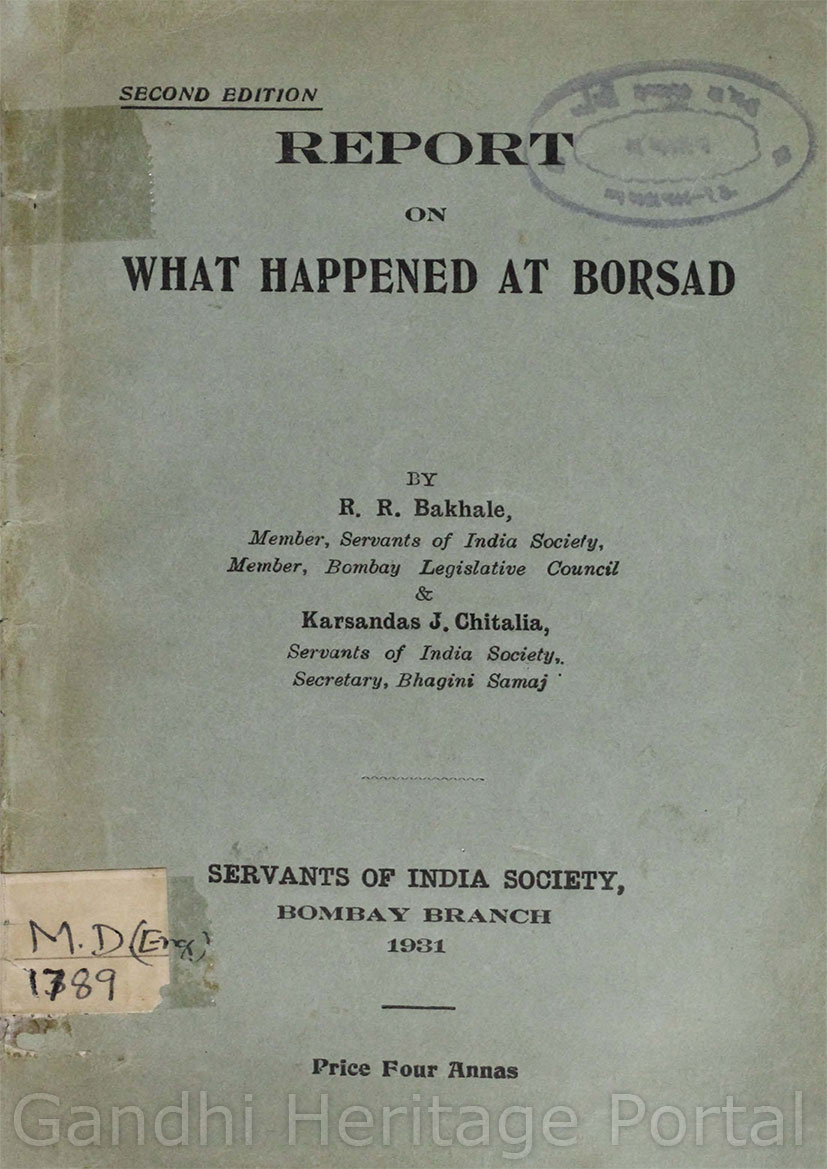 SECOND EDITION
REPORT
ON
WHAT HAPPENED AT BORSAD
BY
R. R. Bakhale,
Member, Servants of India Society,
Member, Bombay Legislative Council
&
Karsandas J. Chitalia,
Servants of India Society,
Secretary, Bhagini Samaj
SERVANTS OF INDIA SOCIETY,
BOMBAY BRANCH
1931
M.D (Eng)
1789
Price Four Annas
Gandhi Heritage Portal